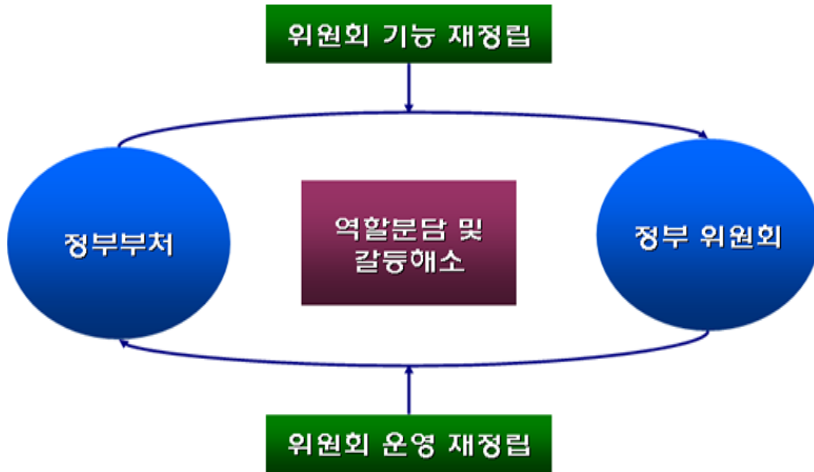 위원회 기능 재정립
정부부처
역할분담 및
갈등해소
정부 위원회
위원회 운영 재정립